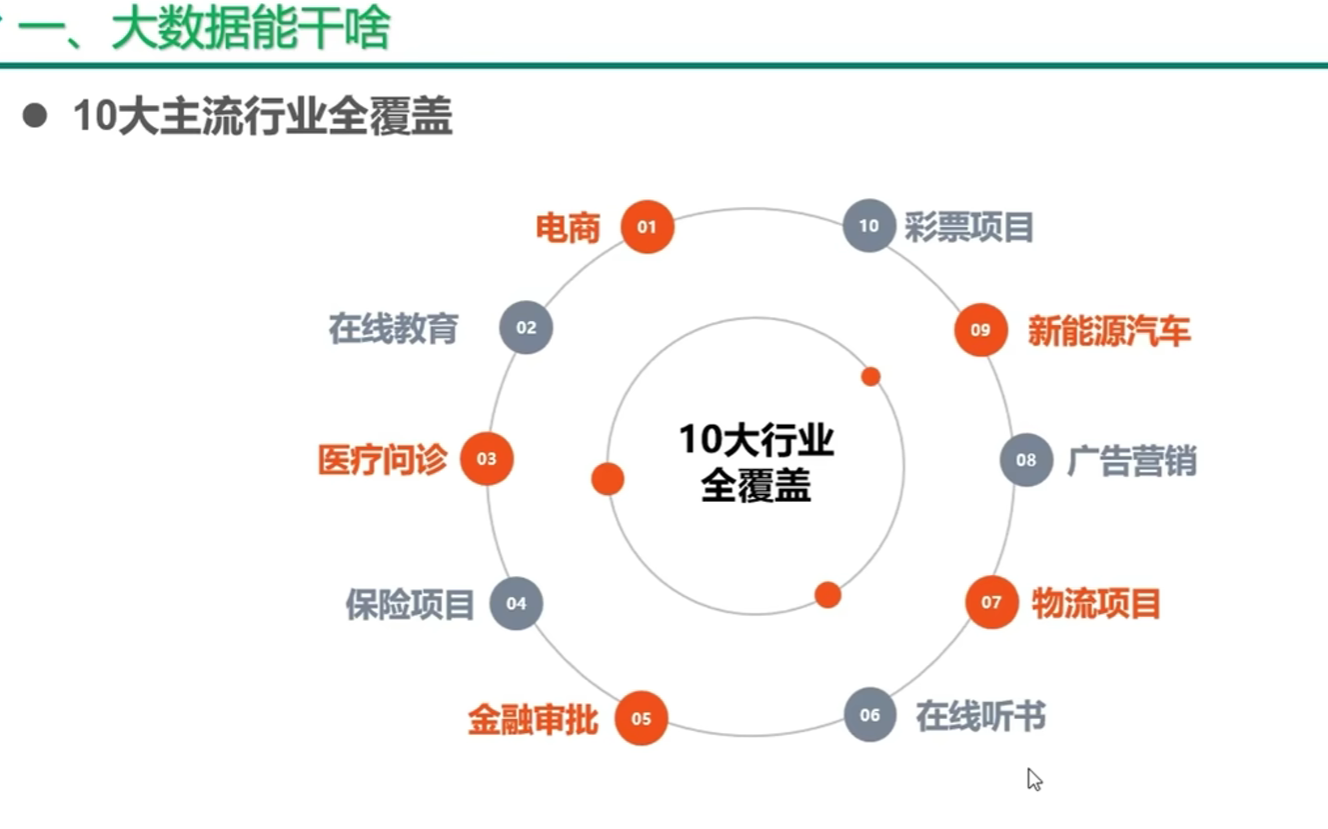 一、大数据能干啥
● 10大主流行业全覆盖
电商 01
10 彩票项目
在线教育 02
09 新能源汽车
医疗问诊 03
10大行业
全覆盖
08 广告营销
保险项目 04
07 物流项目
金融审批 05
06 在线听书